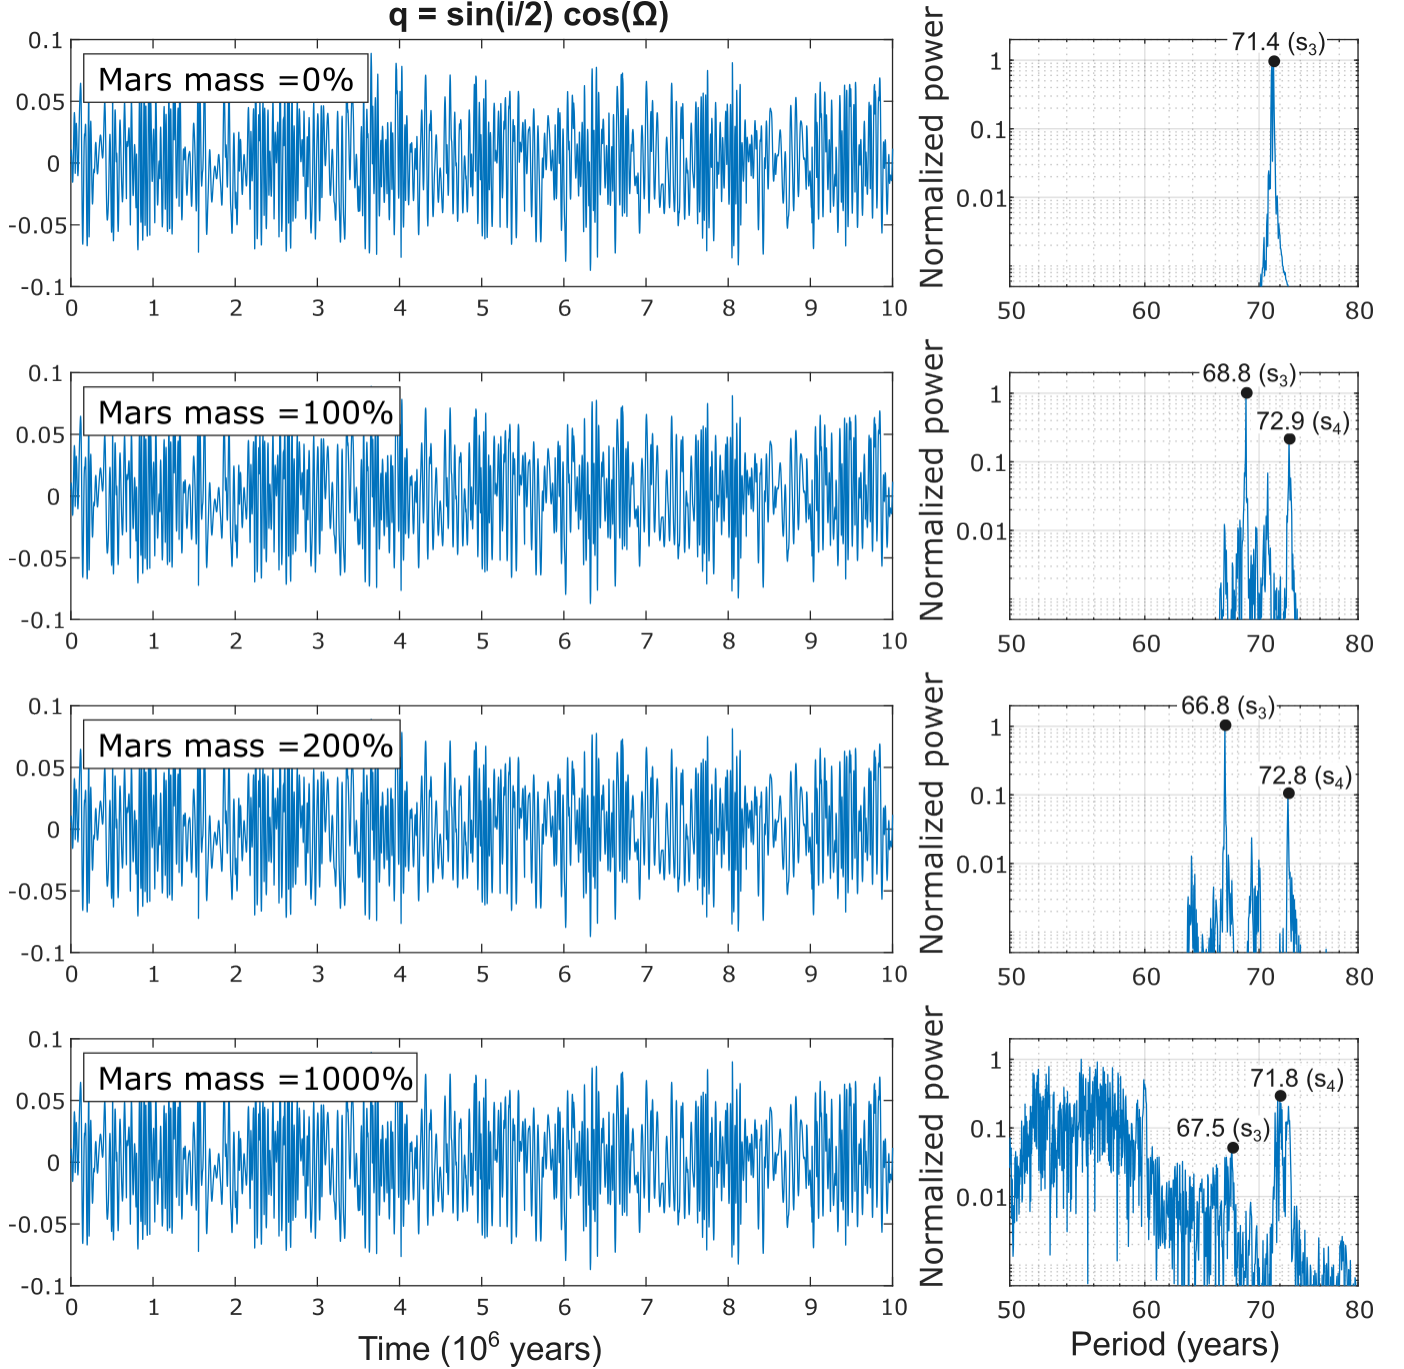 q = sin(i/2) cos(Ω)
0.1
0.05
0
-0.05
-0.1
Mars mass =0%
0 1 2 3 4 5 6 7 8 9 10
Normalized power
1
0.1
0.01
71.4 (s3)
50 60 70 80
0.1
0.05
0
-0.05
-0.1
Mars mass =100%
0 1 2 3 4 5 6 7 8 9 10
Normalized power
1
0.1
0.01
68.8 (s3)
72.9 (s4)
50 60 70 80
0.1
0.05
0
-0.05
-0.1
Mars mass =200%
0 1 2 3 4 5 6 7 8 9 10
Normalized power
1
0.1
0.01
66.8 (s3)
72.8 (s4)
50 60 70 80
0.1
0.05
0
-0.05
-0.1
Mars mass =1000%
0 1 2 3 4 5 6 7 8 9 10
Time (10⁶ years)
Normalized power
1
0.1
0.01
71.8 (s4)
67.5 (s3)
50 60 70 80
Period (years)